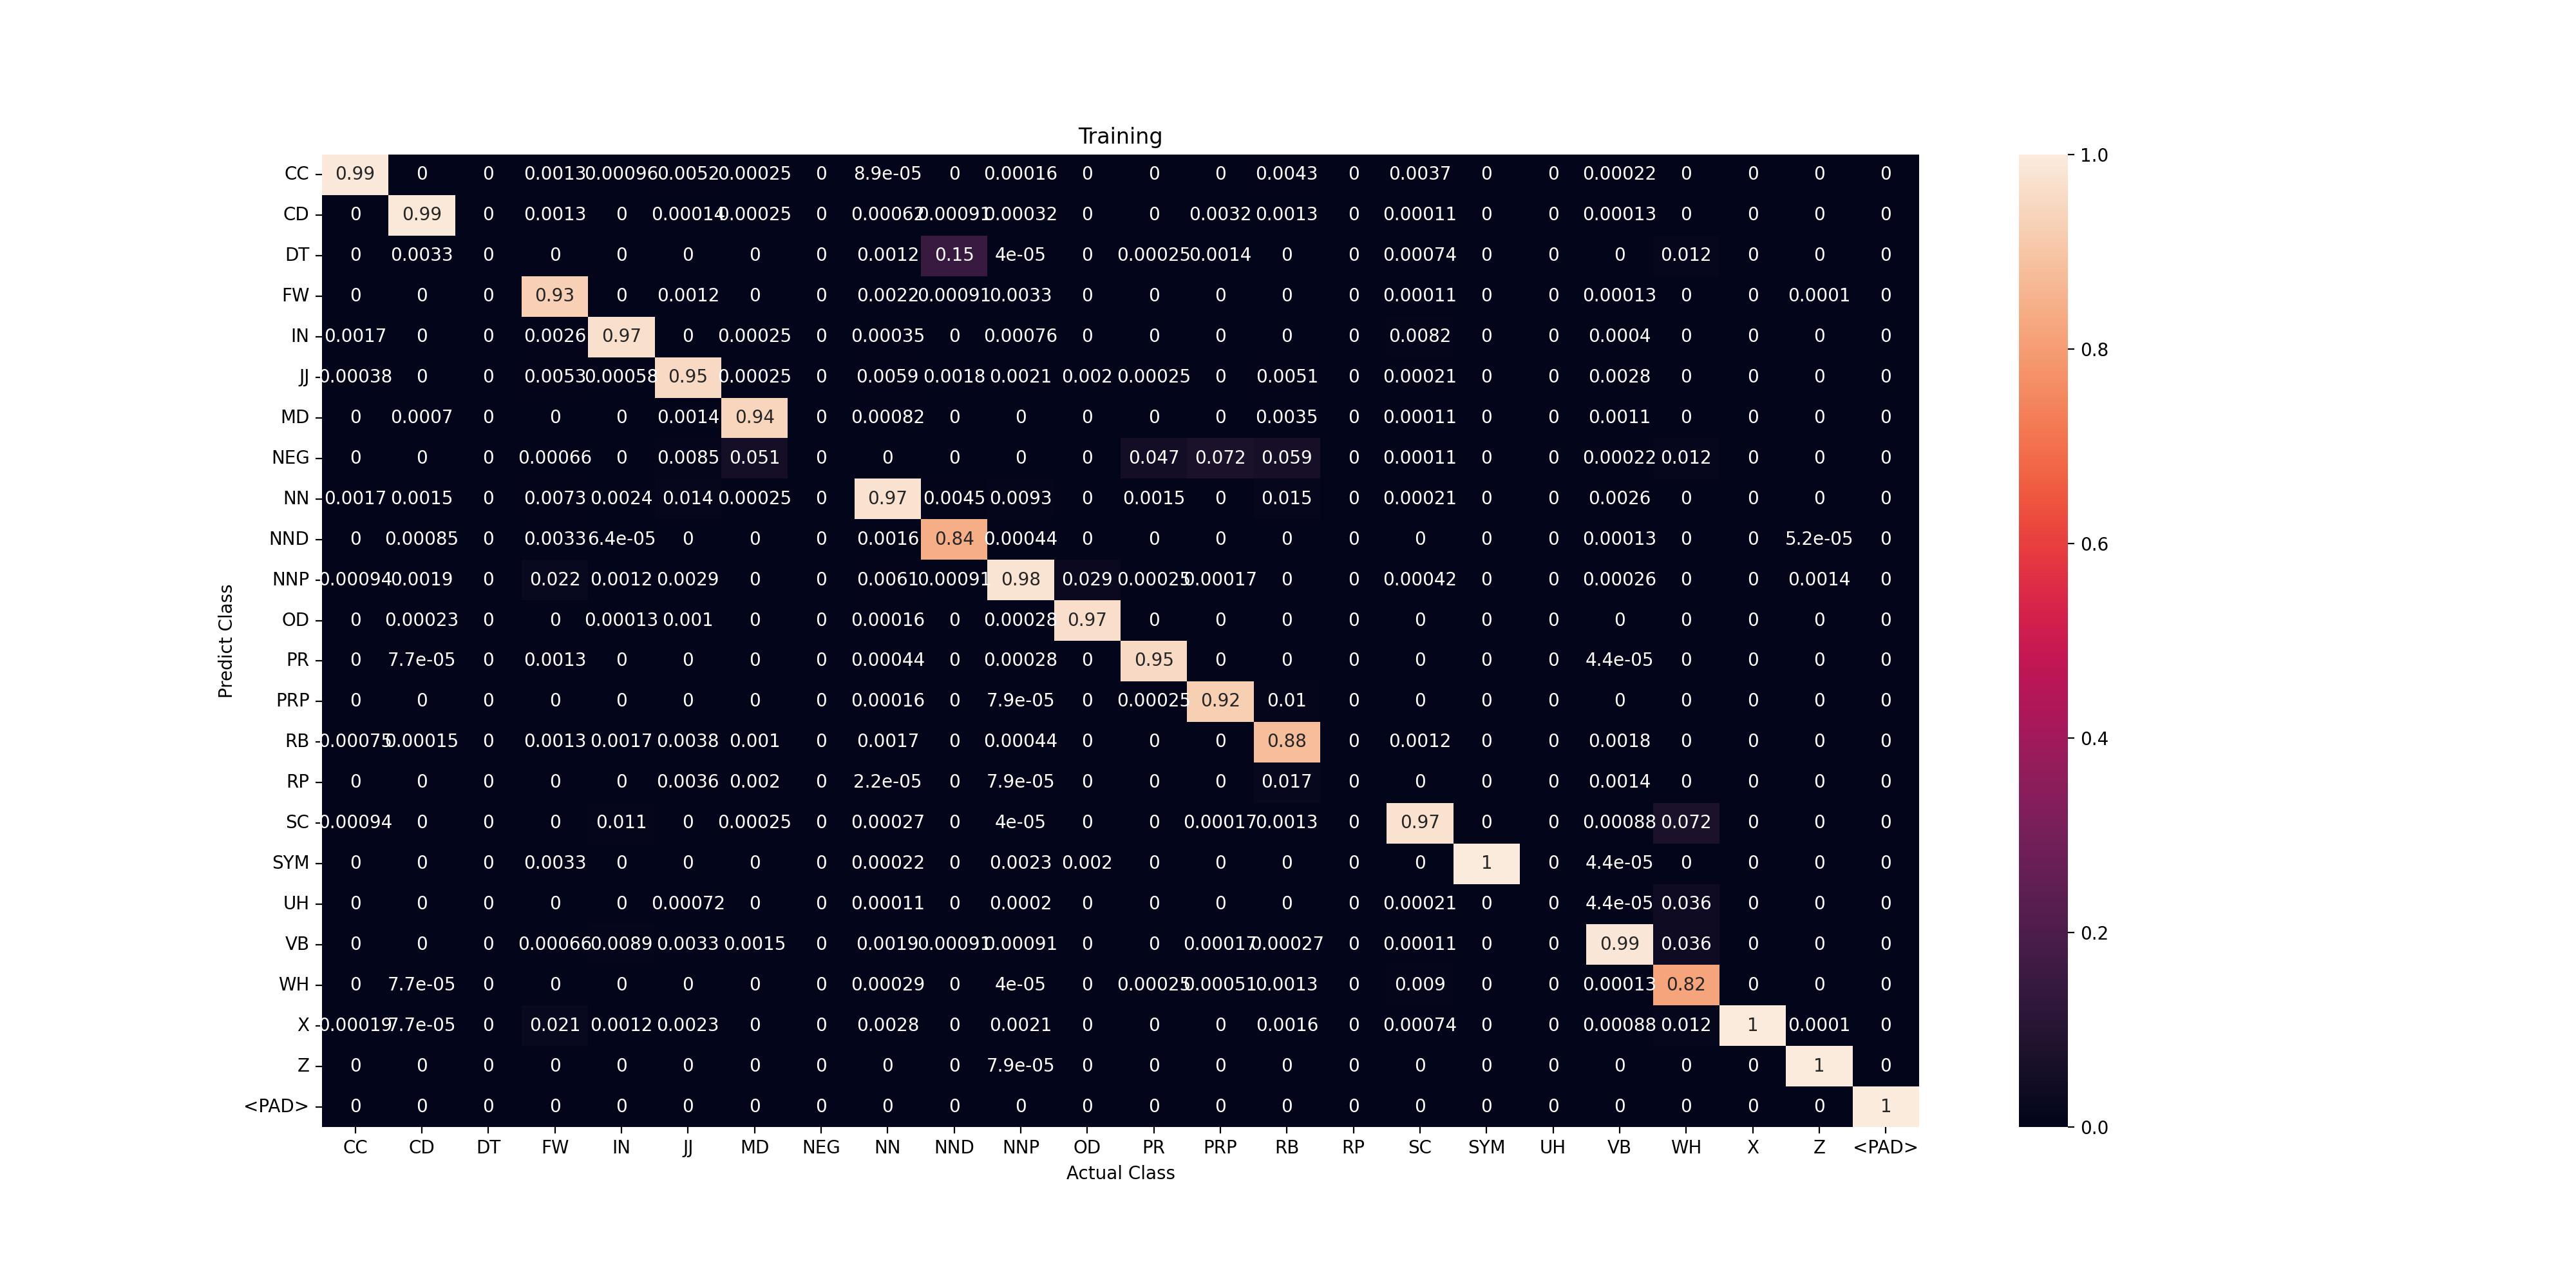 Training
CC 0.99 0 0 0.0013 0.00096 0.0052 0.00025 0 8.9e-05 0 0.00016 0 0 0 0.0043 0 0.0037 0 0 0.00022 0 0 0 0 1.0
CD 0 0.99 0 0.0013 0 0.00014 0.00025 0 0.00062 0.00091 0.00032 0 0 0.0032 0.0013 0 0.00011 0 0 0.00013 0 0 0 0
DT 0 0.0033 0 0 0 0 0 0 0.0012 0.15 4e-05 0 0.00025 0.0014 0 0 0.00074 0 0 0 0.012 0 0 0
FW 0 0 0 0.93 0 0.0012 0 0 0.0022 0.00091 0.0033 0 0 0 0 0 0.00011 0 0 0.00013 0 0 0.0001 0
IN 0.0017 0 0 0.0026 0.97 0 0.00025 0 0.00035 0 0.00076 0 0 0 0 0 0.0082 0 0 0.0004 0 0 0 0
0.8
JJ 0.00038 0 0 0.0053 0.00058 0.95 0.00025 0 0.0059 0.0018 0.0021 0.002 0.00025 0 0.0051 0 0.00021 0 0 0.0028 0 0 0 0
MD 0 0.0007 0 0 0 0.0014 0.94 0 0.00082 0 0 0 0 0 0.0035 0 0.00011 0 0 0.0011 0 0 0 0
NEG 0 0 0 0.00066 0 0.0085 0.051 0 0 0 0 0 0.047 0.072 0.059 0 0.00011 0 0 0.00022 0.012 0 0 0
NN 0.0017 0.0015 0 0.0073 0.0024 0.014 0.00025 0 0.97 0.0045 0.0093 0 0.0015 0 0.015 0 0.00021 0 0 0.0026 0 0 0 0
NND 0 0.00085 0 0.0033 6.4e-05 0 0 0 0.0016 0.84 0.00044 0 0 0 0 0 0 0 0 0.00013 0 0 5.2e-05 0
0.6
NNP 0.00094 0.0019 0 0.022 0.0012 0.0029 0 0 0.0061 0.00091 0.98 0.029 0.00025 0.00017 0 0 0.00042 0 0 0.00026 0 0 0.0014 0
OD 0 0.00023 0 0 0.00013 0.001 0 0 0.00016 0 0.00028 0.97 0 0 0 0 0 0 0 0 0 0 0 0
Predict Class
PR 0 7.7e-05 0 0.0013 0 0 0 0 0.00044 0 0.00028 0 0.95 0 0 0 0 0 0 4.4e-05 0 0 0 0
PRP 0 0 0 0 0 0 0 0 0.00016 0 7.9e-05 0 0.00025 0.92 0.01 0 0 0 0 0 0 0 0 0
RB 0.00075 0.00015 0 0.0013 0.0017 0.0038 0.001 0 0.0017 0 0.00044 0 0 0 0.88 0 0.0012 0 0 0.0018 0 0 0 0
0.4
RP 0 0 0 0 0 0.0036 0.002 0 2.2e-05 0 7.9e-05 0 0 0 0.017 0 0 0 0 0.0014 0 0 0 0
SC 0.00094 0 0 0 0.011 0 0.00025 0 0.00027 0 4e-05 0 0 0.00017 0.0013 0 0.97 0 0 0.00088 0.072 0 0 0
SYM 0 0 0 0.0033 0 0 0 0 0.00022 0 0.0023 0.002 0 0 0 0 0 1 0 4.4e-05 0 0 0 0
UH 0 0 0 0 0 0.00072 0 0 0.00011 0 0.0002 0 0 0 0 0 0.00021 0 0 4.4e-05 0.036 0 0 0
0.2
VB 0 0 0 0.00066 0.0089 0.0033 0.0015 0 0.0019 0.00091 0.00091 0 0 0.00017 0.00027 0 0.00011 0 0 0.99 0.036 0 0 0
WH 0 7.7e-05 0 0 0 0 0 0 0.00029 0 4e-05 0 0.00025 0.00051 0.0013 0 0.009 0 0 0.00013 0.82 0 0 0
X 0.00019 7.7e-05 0 0.021 0.0012 0.0023 0 0 0.0028 0 0.0021 0 0 0 0.0016 0 0.00074 0 0 0.00088 0.012 1 0.0001 0
Z 0 0 0 0 0 0 0 0 0 0 7.9e-05 0 0 0 0 0 0 0 0 0 0 0 1 0
<PAD> 0 0 0 0 0 0 0 0 0 0 0 0 0 0 0 0 0 0 0 0 0 0 0 1
0.0
CC CD DT FW IN JJ MD NEG NN NND NNP OD PR PRP RB RP SC SYM UH VB WH X Z <PAD>
Actual Class